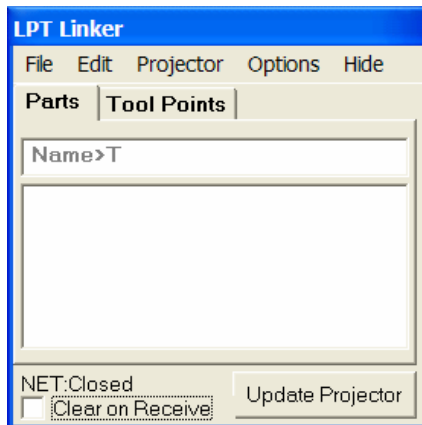 LPT Linker
File Edit Projector Options Hide
Parts Tool Points
Name>T
NET:Closed
Clear on Receive
Update Projector